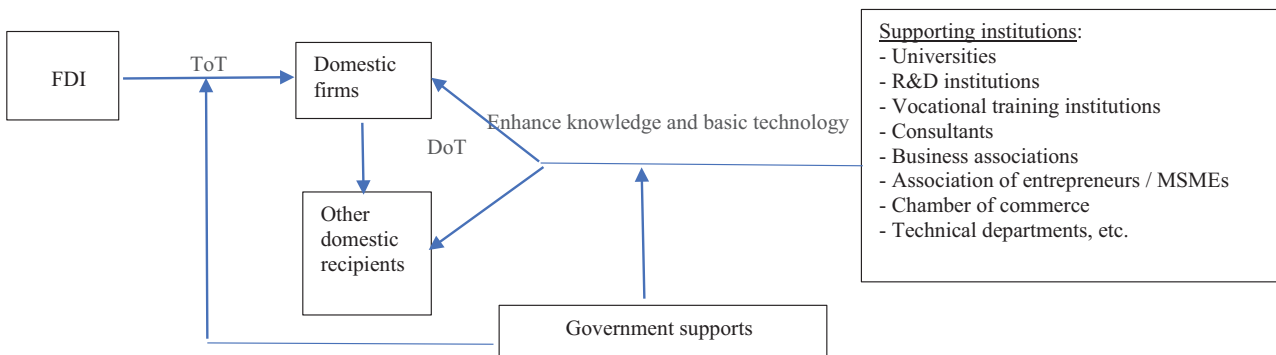 FDI
ToT
Domestic
firms
DoT
Other
domestic
recipients
Enhance knowledge and basic technology
Government supports
Supporting institutions:
- Universities
- R&D institutions
- Vocational training institutions
- Consultants
- Business associations
- Association of entrepreneurs / MSMEs
- Chamber of commerce
- Technical departments, etc.